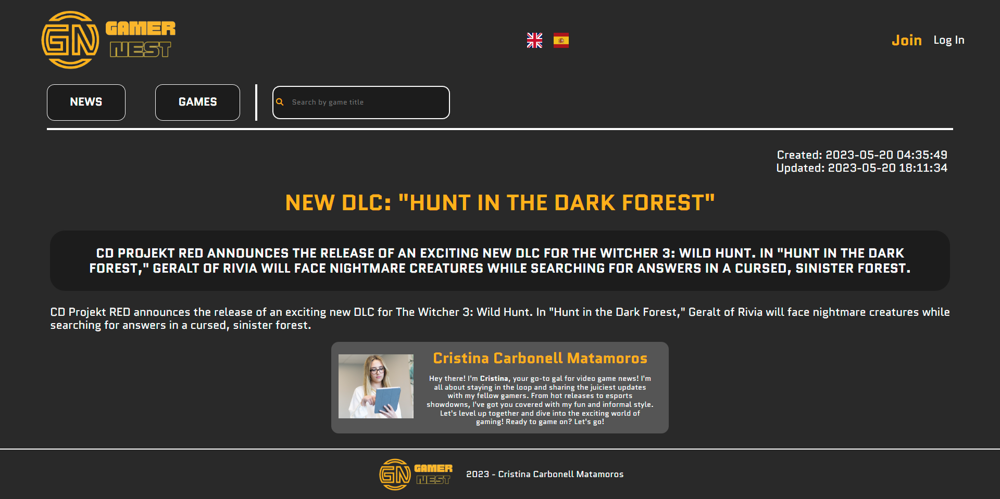 GN GAMER
NEST
Join Log In
NEWS GAMES Search by game title
Created: 2023-05-20 04:35:49
Updated: 2023-05-20 18:11:34
NEW DLC: "HUNT IN THE DARK FOREST"
CD PROJEKT RED ANNOUNCES THE RELEASE OF AN EXCITING NEW DLC FOR THE WITCHER 3: WILD HUNT. IN "HUNT IN THE DARK
FOREST," GERALT OF RIVIA WILL FACE NIGHTMARE CREATURES WHILE SEARCHING FOR ANSWERS IN A CURSED, SINISTER FOREST.
CD Projekt RED announces the release of an exciting new DLC for The Witcher 3: Wild Hunt. In "Hunt in the Dark Forest," Geralt of Rivia will face nightmare creatures while
searching for answers in a cursed, sinister forest.
Cristina Carbonell Matamoros
Hey there! I'm Cristina, your go-to gal for video game news! I'm
all about staying in the loop and sharing the juiciest updates
with my fellow gamers. From hot releases to esports
showdowns, I've got you covered with my fun and informal style.
Let's level up together and dive into the exciting world of
gaming! Ready to game on? Let's go!
GN GAMER
NEST
2023 - Cristina Carbonell Matamoros